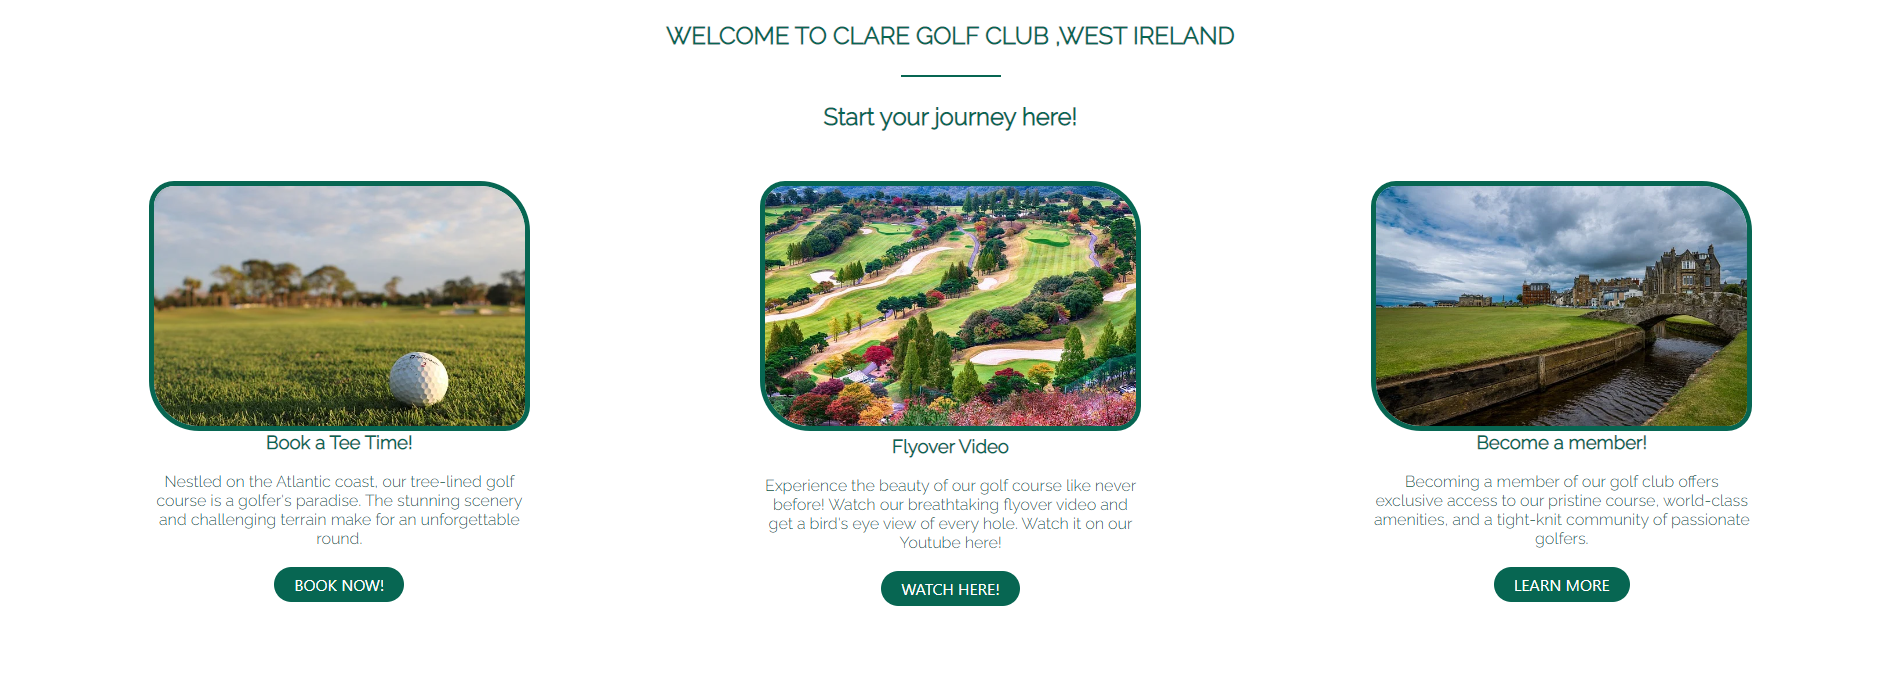 WELCOME TO CLARE GOLF CLUB ,WEST IRELAND
Start your journey here!
Book a Tee Time!
Nestled on the Atlantic coast, our tree-lined golf
course is a golfer's paradise. The stunning scenery
and challenging terrain make for an unforgettable
round.
BOOK NOW!
Flyover Video
Experience the beauty of our golf course like never
before! Watch our breathtaking flyover video and
get a bird's eye view of every hole. Watch it on our
Youtube here!
WATCH HERE!
Become a member!
Becoming a member of our golf club offers
exclusive access to our pristine course, world-class
amenities, and a tight-knit community of passionate
golfers.
LEARN MORE